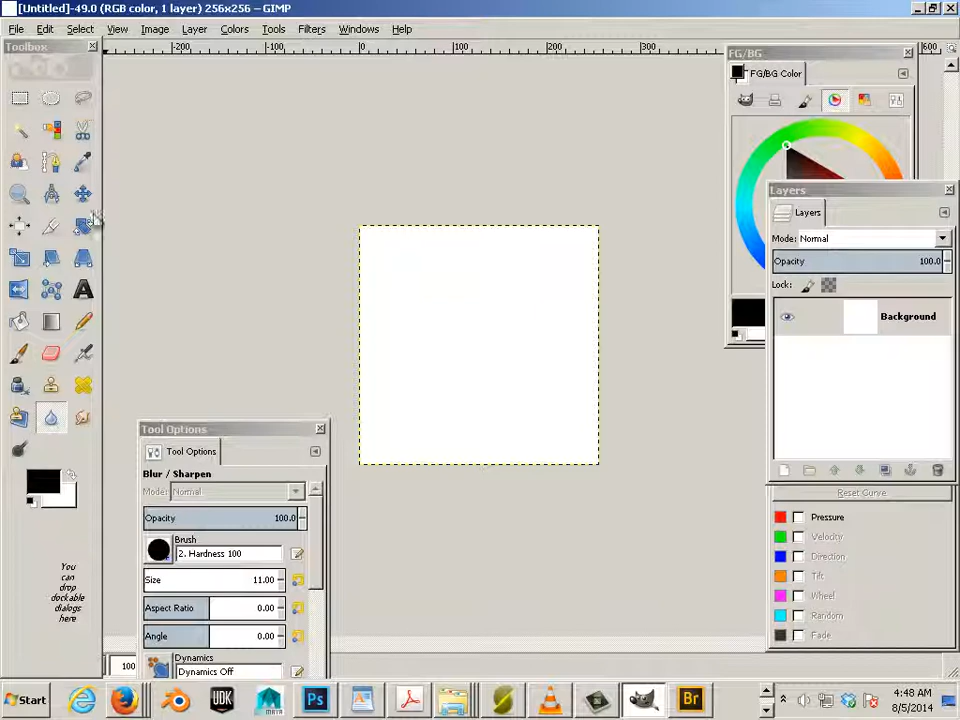 [Untitled]-49.0 (RGB color, 1 layer) 256x256 – GIMP
File Edit Select View Image Layer Colors Tools Filters Windows Help
Toolbox
-200 -100 0 100 200 300 600
FG/BG
FG/BG Color
Layers
Layers
Mode: Normal
Opacity 100.0
Lock:
Background
Reset Curve
Pressure
Velocity
Direction
Tilt
Wheel
Random
Fade
Tool Options
Tool Options
Blur / Sharpen
Mode: Normal
Opacity 100.0
Brush
2. Hardness 100
Size 11.00
Aspect Ratio 0.00
Angle 0.00
Dynamics
Dynamics Off
You
can
drop
dockable
dialogs
here
100
Start
UDK
MAYA
Ps
Br
4:48 AM
8/5/2014